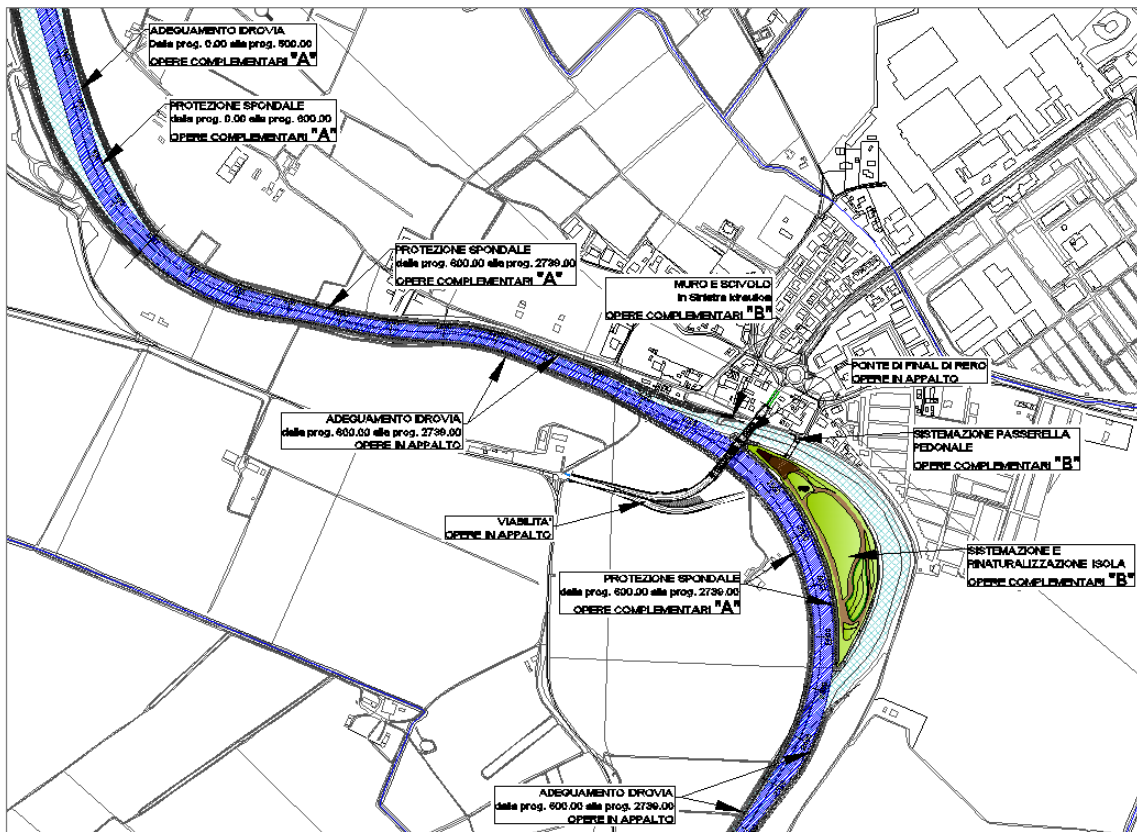 ADEGUAMENTO IDROVIA
Dalla prog. 0.00 alla prog. 600.00
OPERE COMPLEMENTARI "A"
PROTEZIONE SPONDALE
dalla prog. 0.00 alla prog. 600.00
OPERE COMPLEMENTARI "A"
PROTEZIONE SPONDALE
dalla prog. 600.00 alla prog. 2739.00
OPERE COMPLEMENTARI "A"
MURO E SCIVOLO
in Sinistra Idraulica
OPERE COMPLEMENTARI "B"
PONTE DI FINAL DI RERO
OPERE IN APPALTO
ADEGUAMENTO IDROVIA
dalla prog. 600.00 alla prog. 2739.00
OPERE IN APPALTO
SISTEMAZIONE PASSERELLA
PEDONALE
OPERE COMPLEMENTARI "B"
VIABILITA'
OPERE IN APPALTO
SISTEMAZIONE E
RINATURALIZZAZIONE ISOLA
OPERE COMPLEMENTARI "B"
PROTEZIONE SPONDALE
dalla prog. 600.00 alla prog. 2739.00
OPERE COMPLEMENTARI "A"
ADEGUAMENTO IDROVIA
dalla prog. 600.00 alla prog. 2739.00
OPERE IN APPALTO